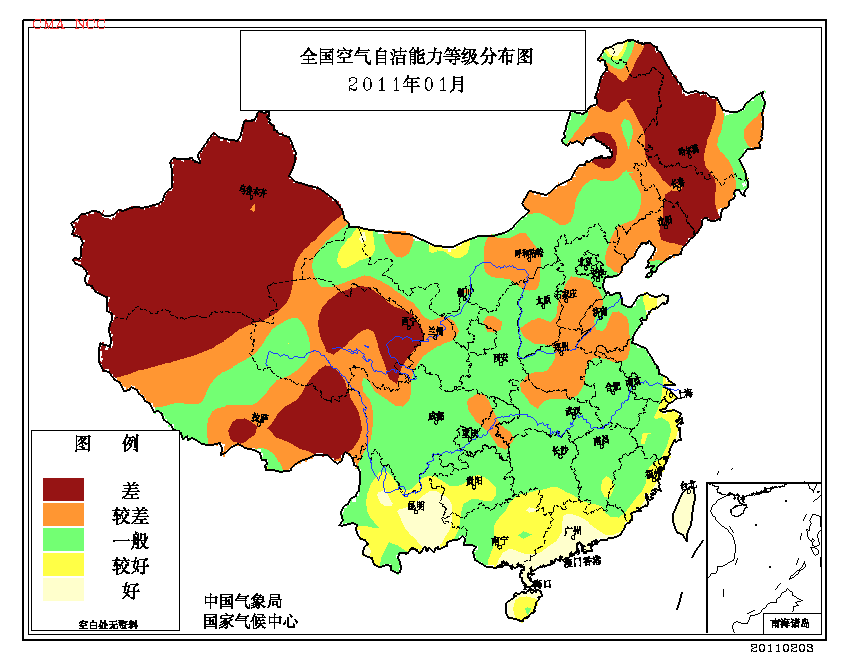 CMA NCC
全国空气自洁能力等级分布图
2011年01月
哈尔滨
长春
乌鲁木齐
沈阳
呼和浩特
北京
天津
银川
太原
石家庄
济南
西宁
兰州
郑州
西安
合肥
南京
上海
拉萨
成都
武汉
重庆
南昌
长沙
图 例
贵阳
福州
台北
差
昆明
较差
广州
一般
南宁
澳门香港
较好
海口
好
中国气象局
国家气候中心
空白处无资料
南海诸岛
20110203